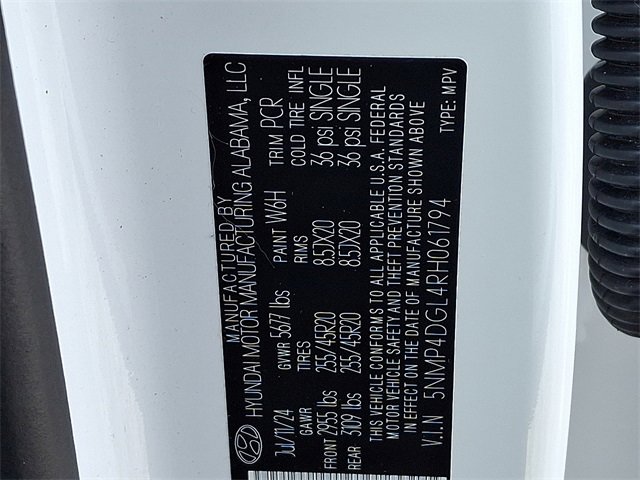 MANUFACTURED BY
HYUNDAI MOTOR MANUFACTURING ALABAMA, LLC
Jul/11/24 GVWR 5677 lbs PAINT W6H TRIM PCR
GAWR TIRES RIMS COLD TIRE INFL
FRONT 2955 lbs 255/45R20 8.5JX20 36 psi SINGLE
REAR 3109 lbs 255/45R20 8.5JX20 36 psi SINGLE
THIS VEHICLE CONFORMS TO ALL APPLICABLE U.S.A. FEDERAL
MOTOR VEHICLE SAFETY AND THEFT PREVENTION STANDARDS
IN EFFECT ON THE DATE OF MANUFACTURE SHOWN ABOVE
V.I.N 5NMP4DGL4RH061794 TYPE: MPV